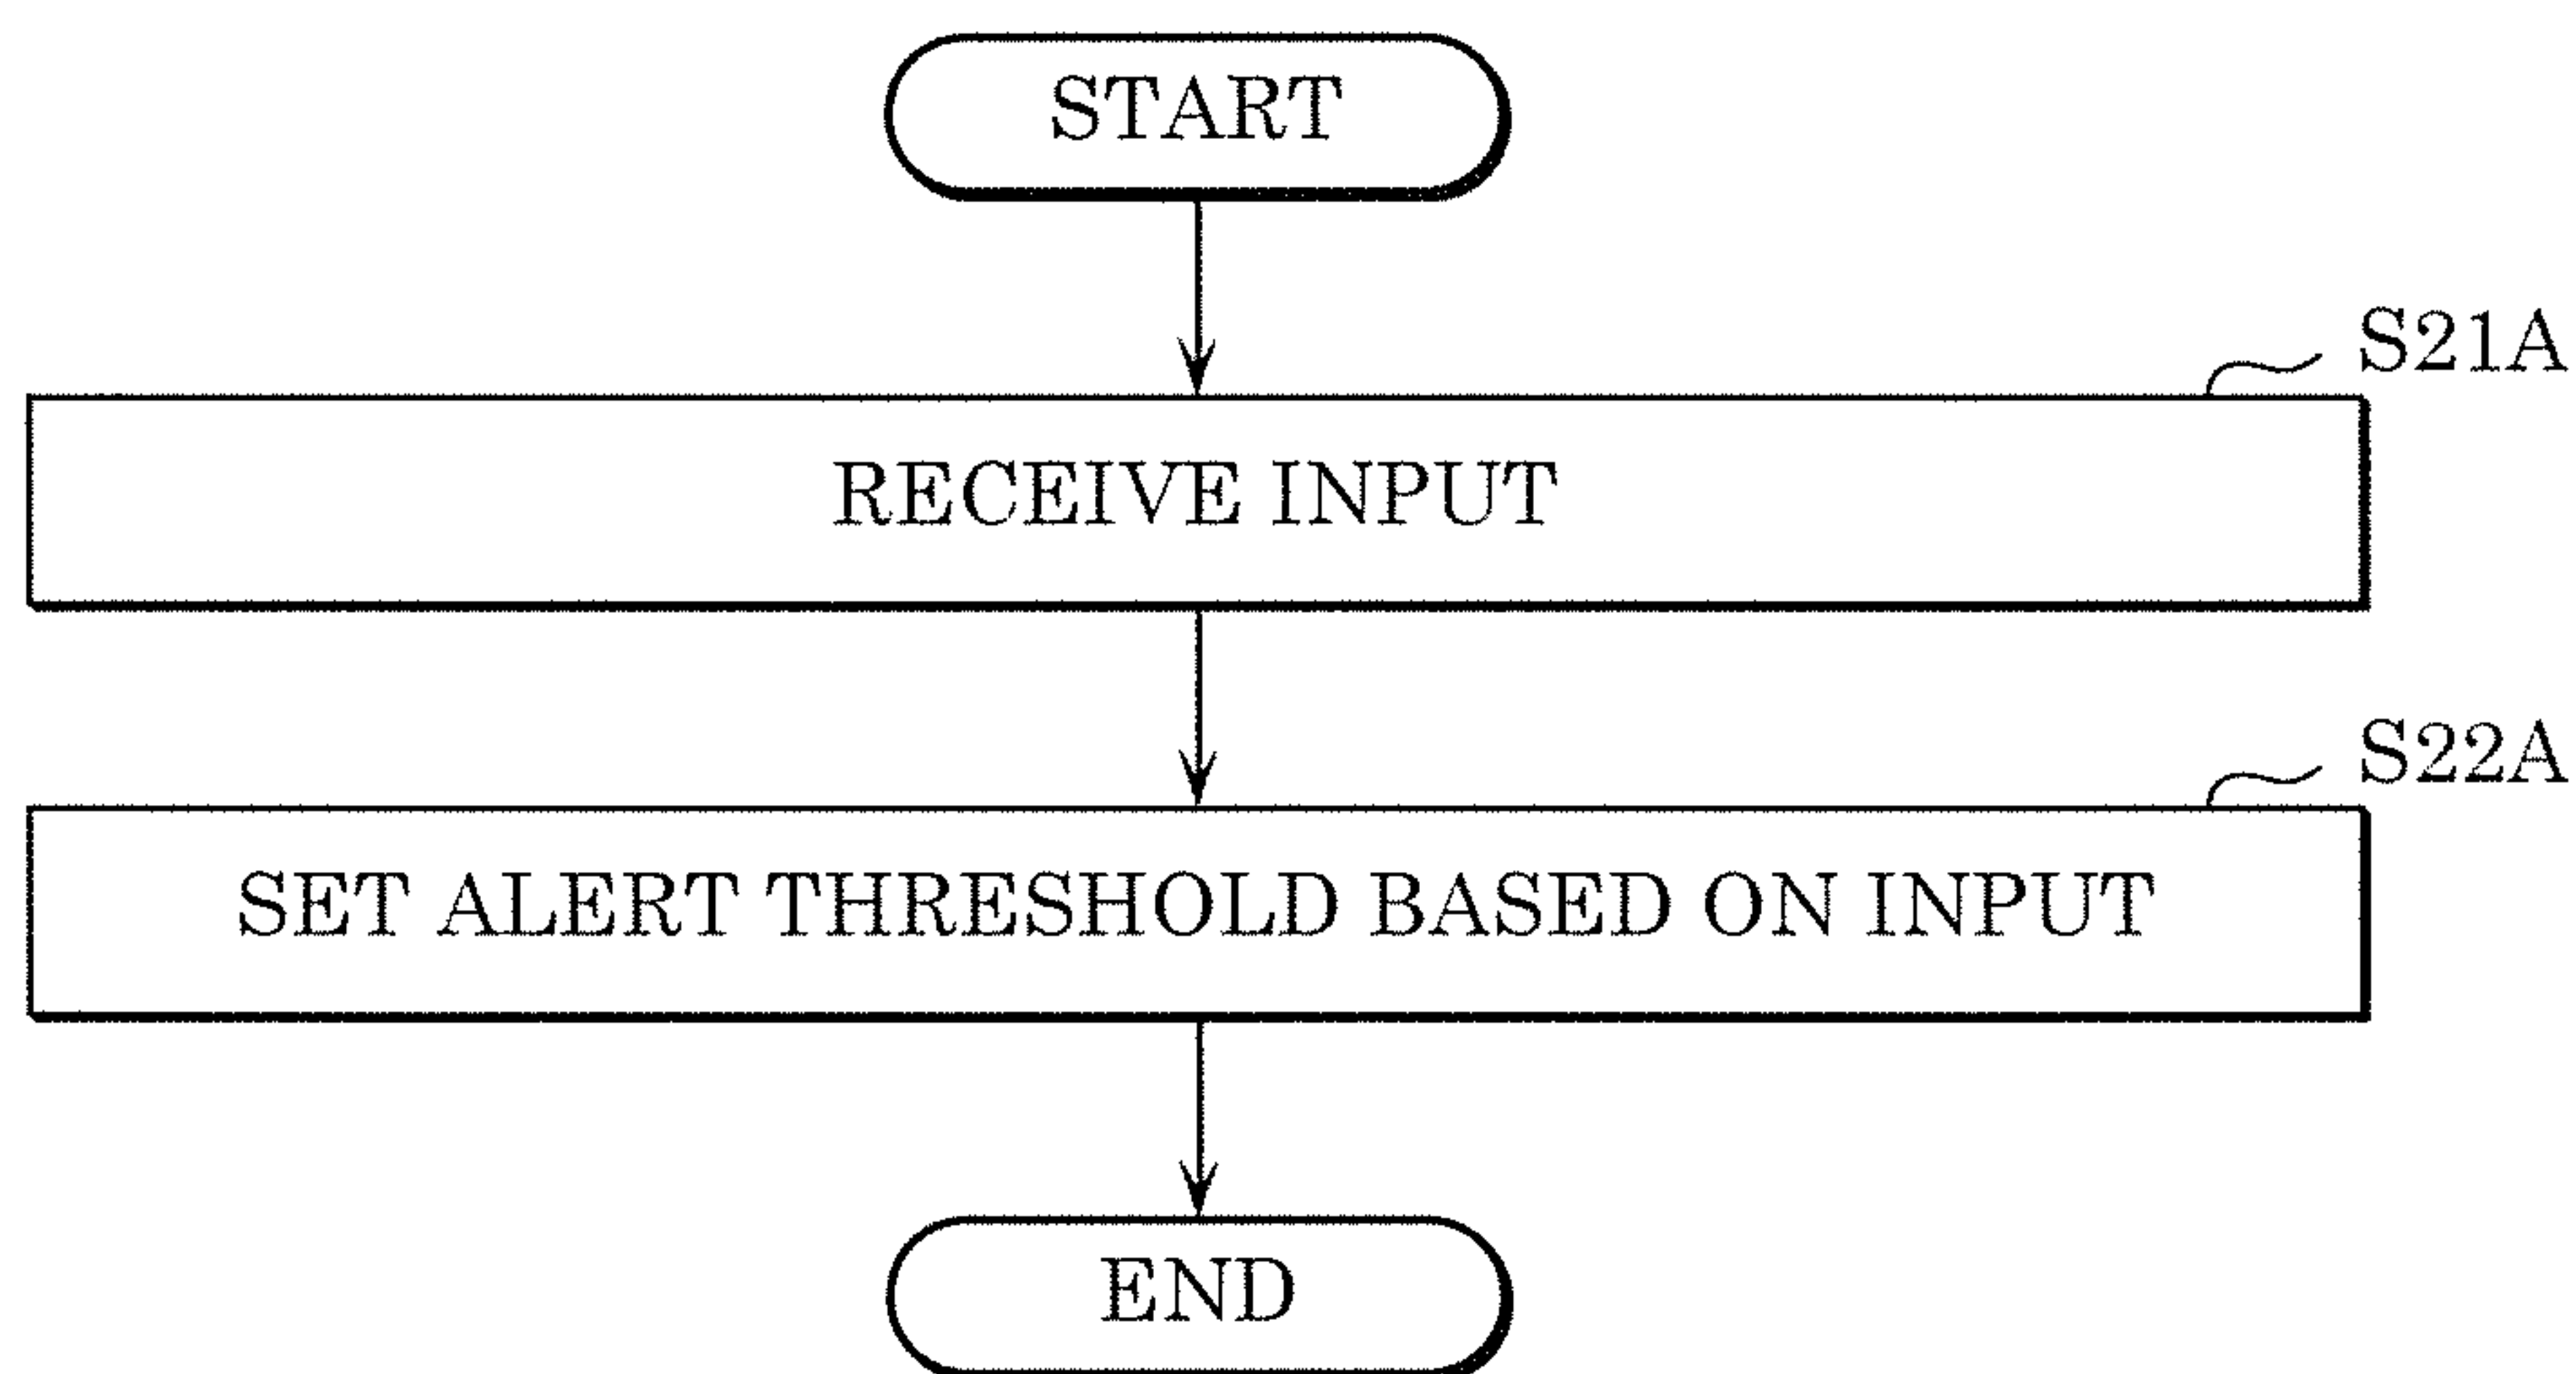 START
S21A
RECEIVE INPUT
S22A
SET ALERT THRESHOLD BASED ON INPUT
END